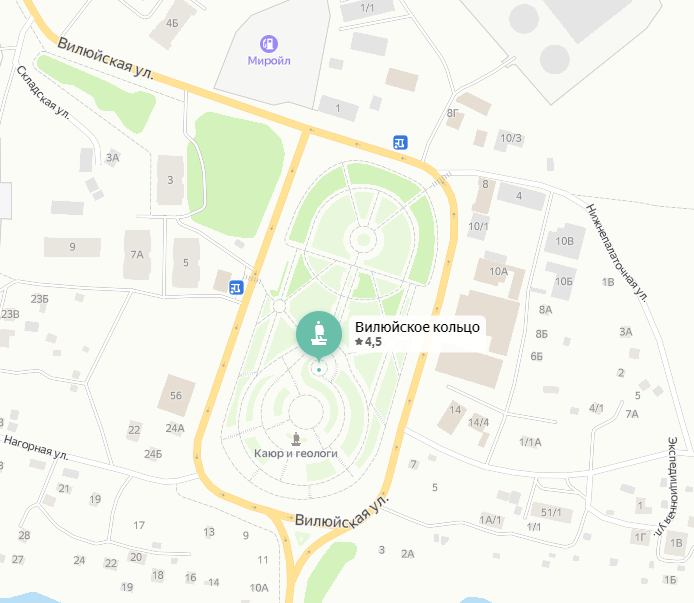 1/1
4Б
Вилюйская ул.
Миройл
Складская ул.
1
8Г
10/3
3А
3
8
4
Нижнепалаточная ул.
10/1
10В
9
7А
5
10А
10Б
1В
23Б
23В
8А
Вилюйское кольцо
4,5
8Б
3А
6Б
2
56
5
14
4/1
7А
14/4
22
24А
Нагорная ул.
Каюр и геологи
1/1А
Экспедиционная ул.
24Б
7
21
5
19
1
51/1
Вилюйская ул.
1А/1
1/1
17
13
9
28
1Г
1В
3
2А
27
24
22
20
18
16
11
19
12
10А
1Б